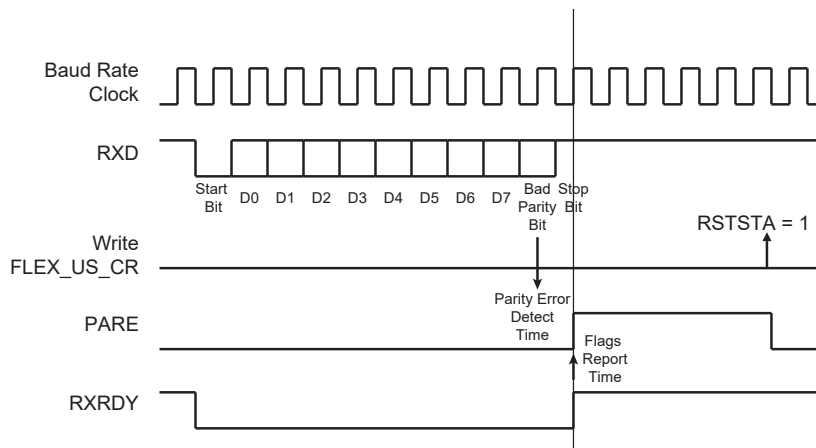 Baud Rate
Clock
RXD
Start
Bit
D0
D1
D2
D3
D4
D5
D6
D7
Bad
Parity
Bit
Stop
Bit
RSTSTA = 1
Write
FLEX_US_CR
Parity Error
Detect
Time
PARE
Flags
Report
Time
RXRDY